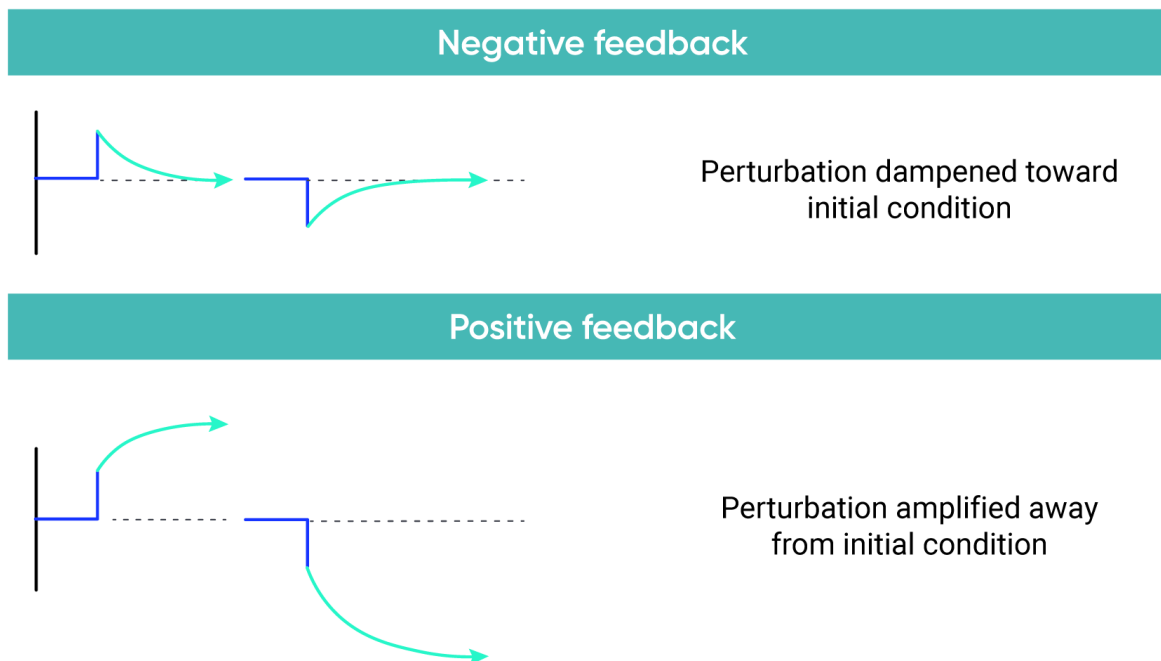 Negative feedback
Perturbation dampened toward
initial condition
Positive feedback
Perturbation amplified away
from initial condition